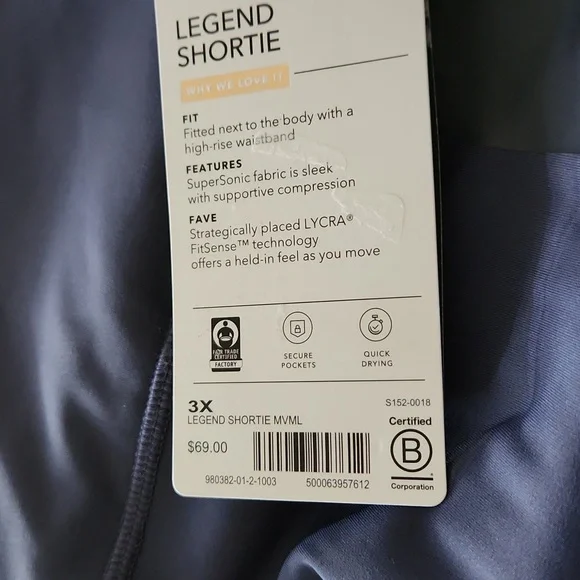 LEGEND
SHORTIE
WHY WE LOVE IT
FIT
Fitted next to the body with a
high-rise waistband
FEATURES
SuperSonic fabric is sleek
with supportive compression
FAVE
Strategically placed LYCRA®
FitSense™ technology
offers a held-in feel as you move
FAIR TRADE
CERTIFIED
FACTORY
SECURE
POCKETS
QUICK
DRYING
3X
S152-0018
LEGEND SHORTIE MVML
$69.00
980382-01-2-1003
500063957612
Certified
B
Corporation